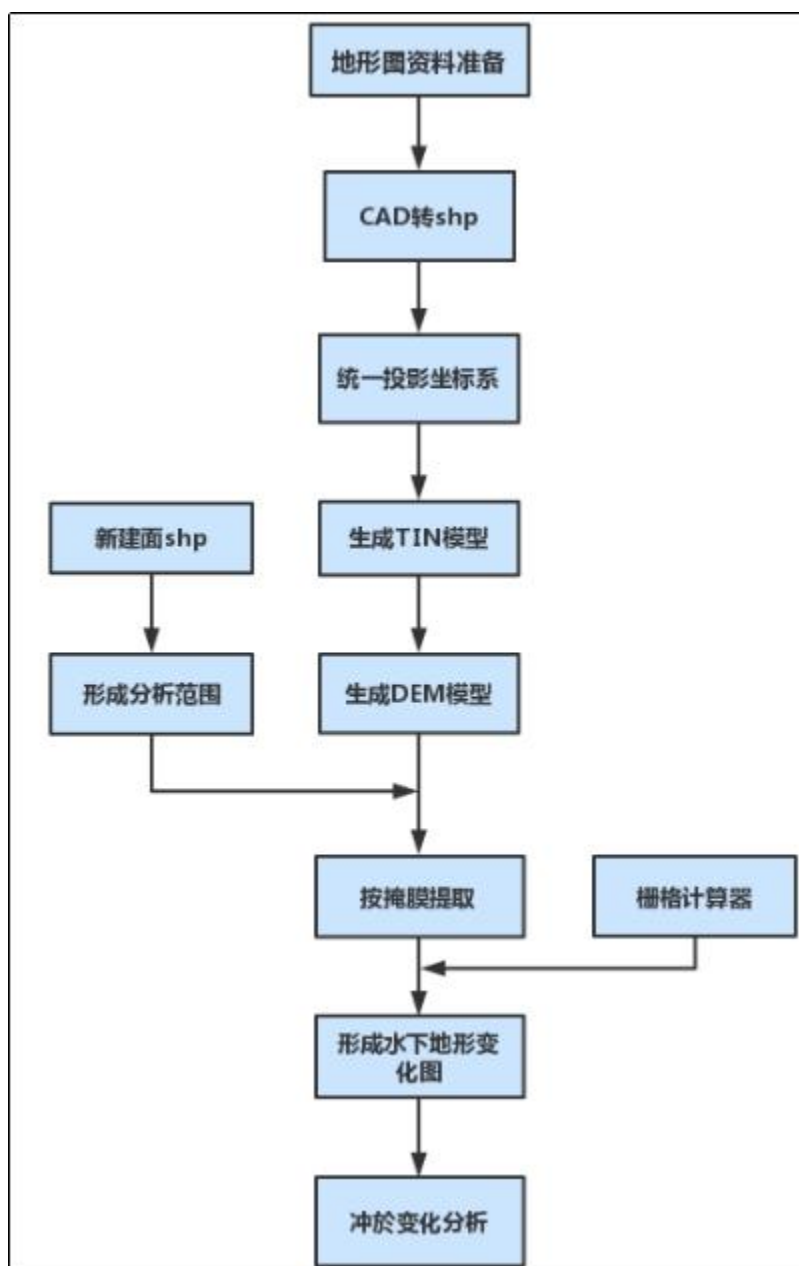 地形图资料准备
CAD转shp
统一投影坐标系
新建面shp
生成TIN模型
形成分析范围
生成DEM模型
按掩膜提取
栅格计算器
形成水下地形变
化图
冲於变化分析